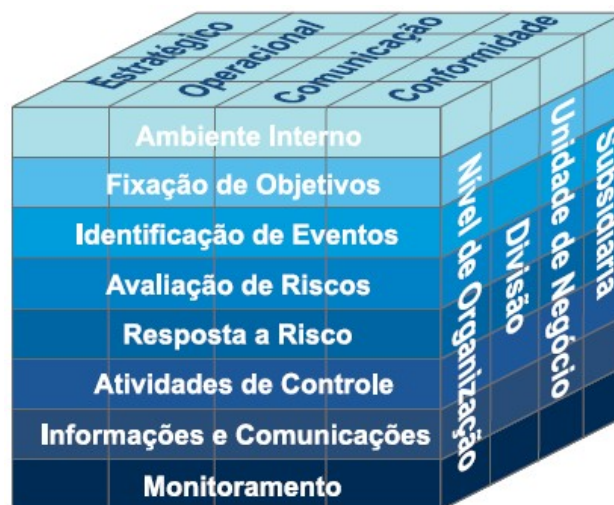 Estratégico
Operacional
Comunicação
Conformidade
Ambiente Interno
Fixação de Objetivos
Identificação de Eventos
Avaliação de Riscos
Resposta a Risco
Atividades de Controle
Informações e Comunicações
Monitoramento
Nível de Organização
Divisão
Unidade de Negócio
Subsidiária